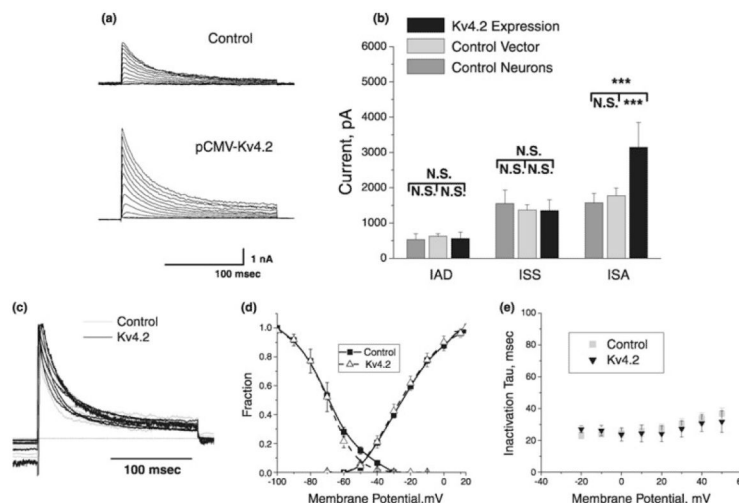 (a)
Control
pCMV-Kv4.2
1 nA
100 msec
(b)
Kv4.2 Expression
Control Vector
Control Neurons
Current, pA
6000
5000
4000
3000
2000
1000
0
N.S.
N.S. N.S.
N.S.
N.S. N.S.
***
N.S. ***
IAD ISS ISA
(c)
Control
Kv4.2
100 msec
(d)
Fraction
1.0
0.8
0.6
0.4
0.2
0.0
Control
Kv4.2
-100 -80 -60 -40 -20 0 20
Membrane Potential,mV
(e)
Inactivation Tau, msec
100
80
60
40
20
0
Control
Kv4.2
-40 -20 0 20 40
Membrane Potential, mV